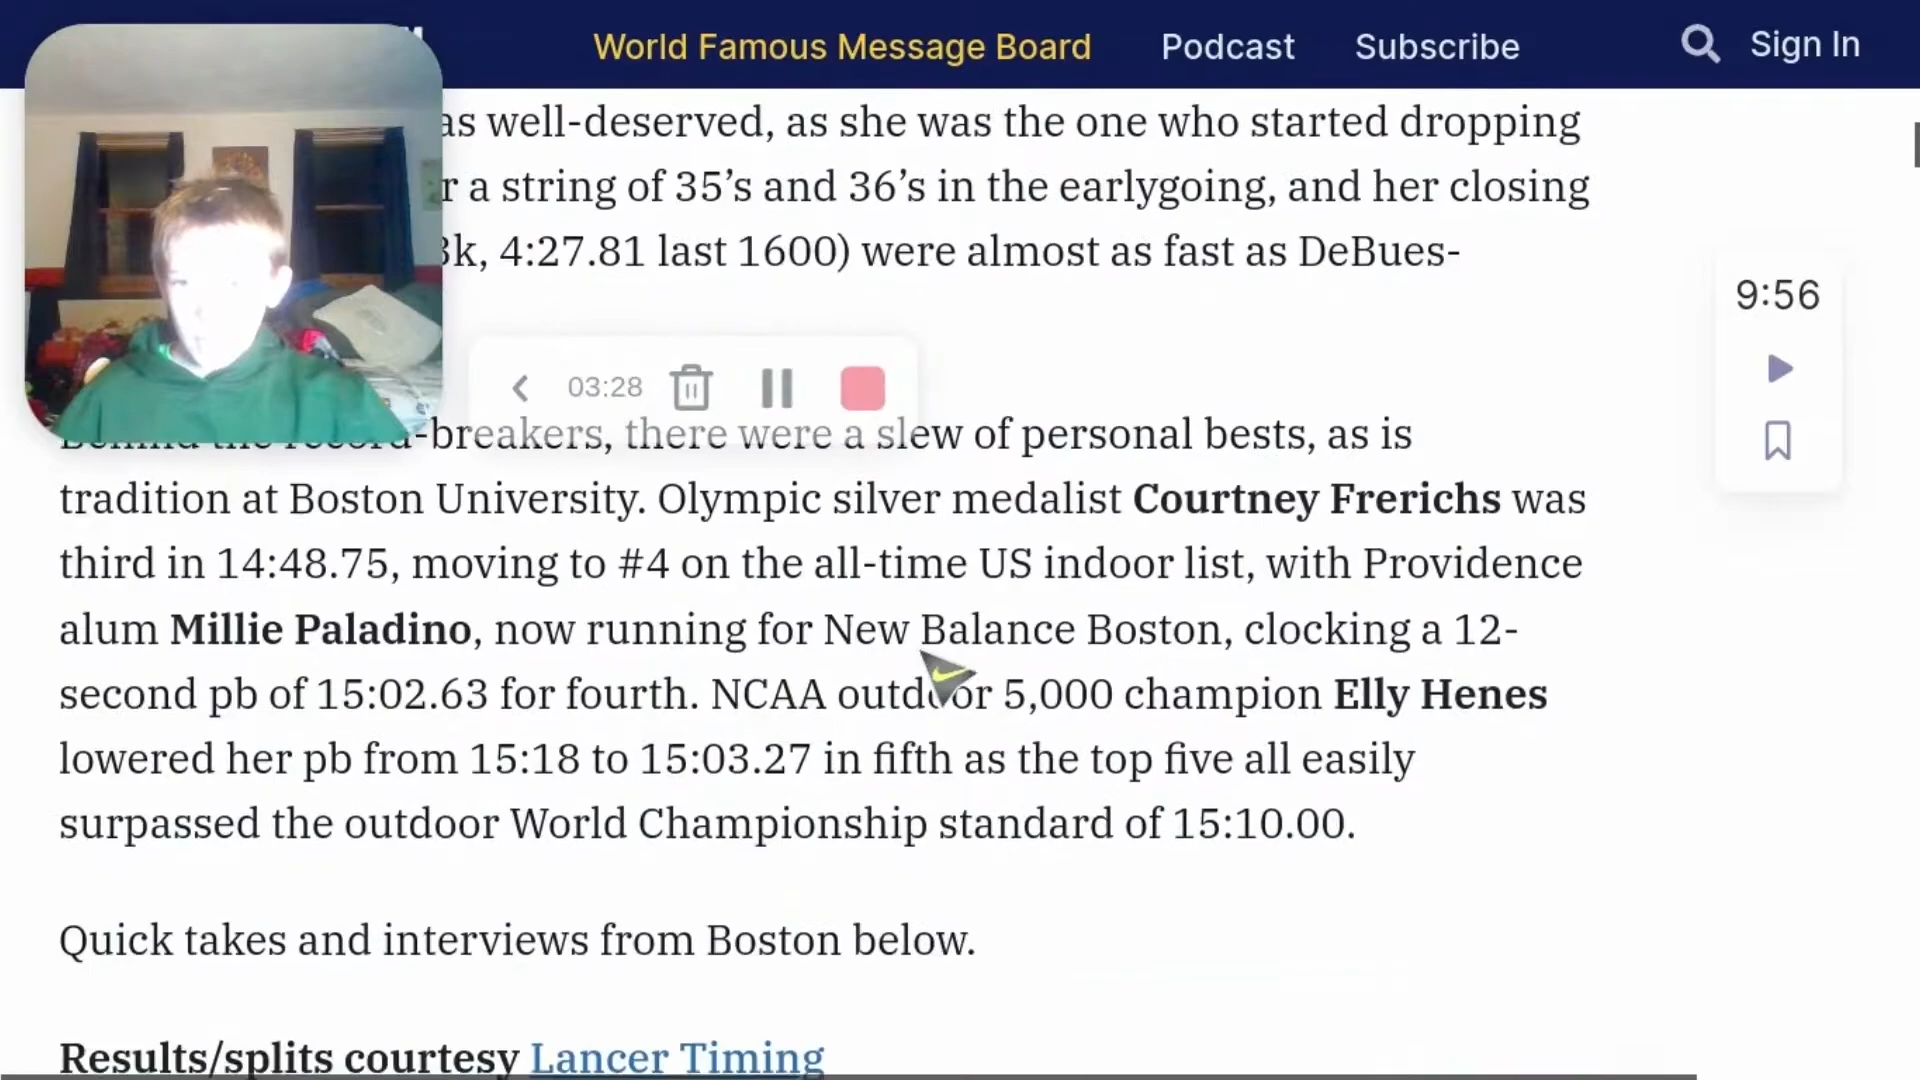 World Famous Message Board Podcast Subscribe Sign In
as well-deserved, as she was the one who started dropping
r a string of 35’s and 36’s in the earlygoing, and her closing
3k, 4:27.81 last 1600) were almost as fast as DeBues-
9:56
03:28
Behind the record-breakers, there were a slew of personal bests, as is
tradition at Boston University. Olympic silver medalist Courtney Frerichs was
third in 14:48.75, moving to #4 on the all-time US indoor list, with Providence
alum Millie Paladino, now running for New Balance Boston, clocking a 12-
second pb of 15:02.63 for fourth. NCAA outdoor 5,000 champion Elly Henes
lowered her pb from 15:18 to 15:03.27 in fifth as the top five all easily
surpassed the outdoor World Championship standard of 15:10.00.
Quick takes and interviews from Boston below.
Results/splits courtesy Lancer Timing